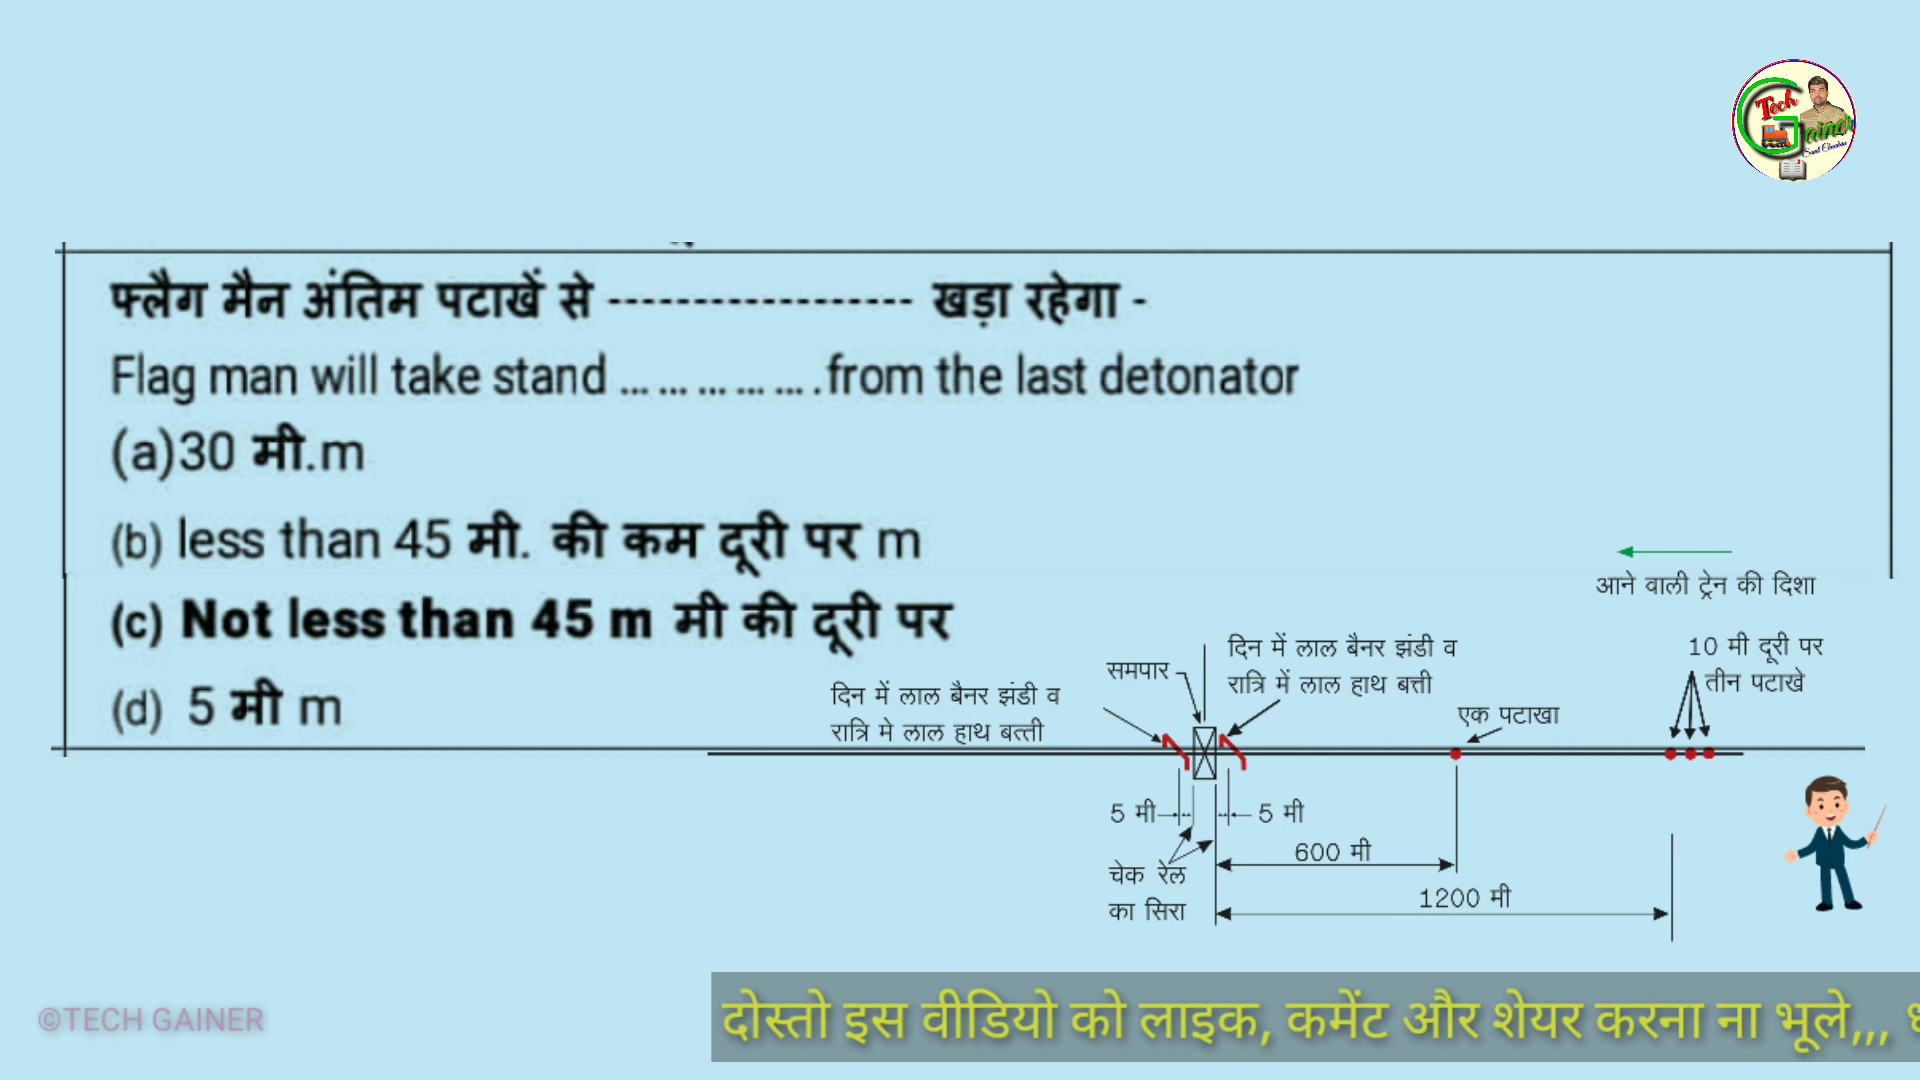 Tech
Gainer
फ्लैग मैन अंतिम पटाखें से ------------------ खड़ा रहेगा -
Flag man will take stand ... ... ... ... ... .from the last detonator
(a)30 मी.m
(b) less than 45 मी. की कम दूरी पर m
(c) Not less than 45 m मी की दूरी पर
(d) 5 मी m
आने वाली ट्रेन की दिशा
दिन में लाल बैनर झंडी व
रात्रि मे लाल हाथ बत्ती
समपार
दिन में लाल बैनर झंडी व
रात्रि में लाल हाथ बत्ती
एक पटाखा
10 मी दूरी पर
तीन पटाखे
5 मी
5 मी
600 मी
चेक रेल
का सिरा
1200 मी
©TECH GAINER
दोस्तो इस वीडियो को लाइक, कमेंट और शेयर करना ना भूले,,,